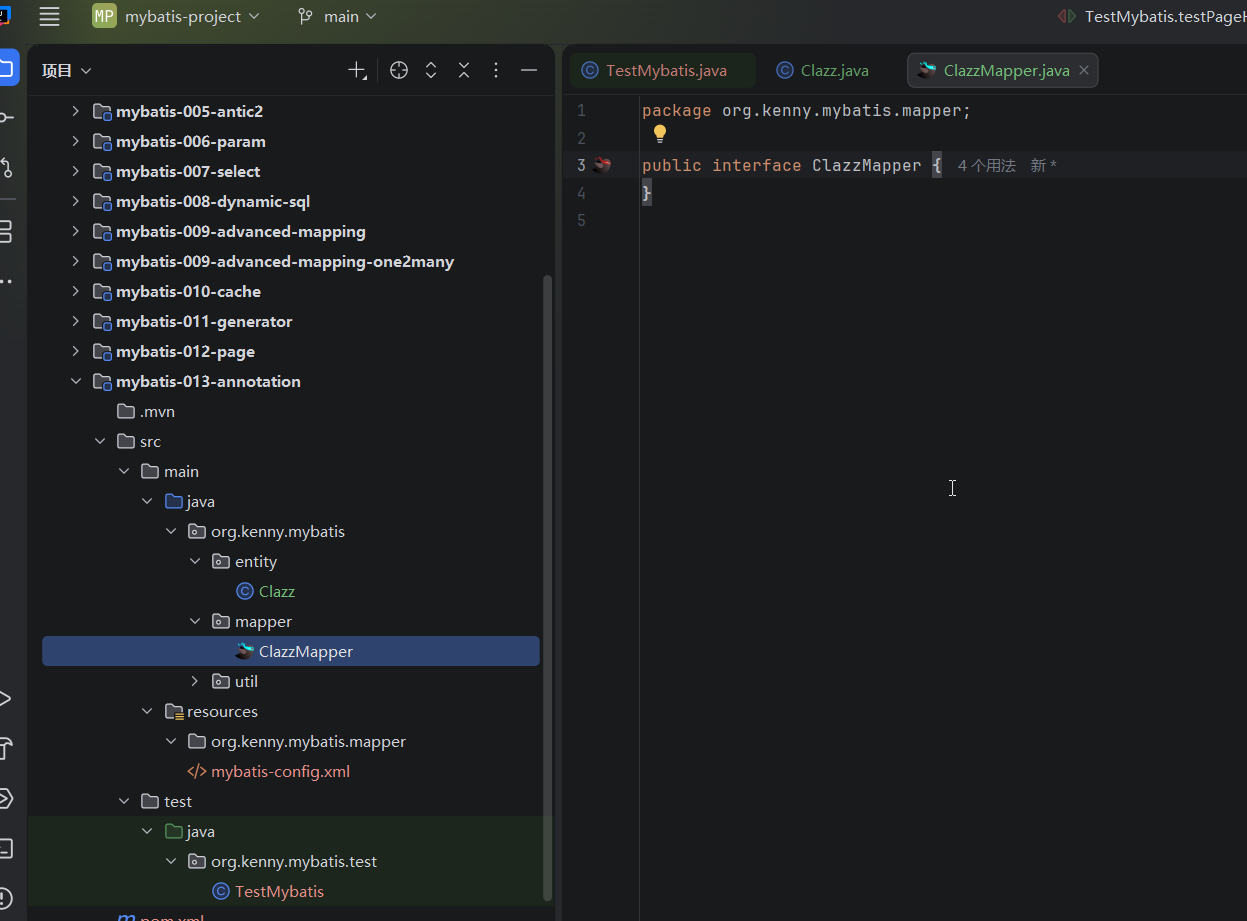 MP mybatis-project main TestMybatis.testPageH
项目
TestMybatis.java Clazz.java ClazzMapper.java
mybatis-005-antic2
mybatis-006-param
mybatis-007-select
mybatis-008-dynamic-sql
mybatis-009-advanced-mapping
mybatis-009-advanced-mapping-one2many
mybatis-010-cache
mybatis-011-generator
mybatis-012-page
mybatis-013-annotation
.mvn
src
main
java
org.kenny.mybatis
entity
Clazz
mapper
ClazzMapper
util
resources
org.kenny.mybatis.mapper
mybatis-config.xml
test
java
org.kenny.mybatis.test
TestMybatis
pom.xml
1 package org.kenny.mybatis.mapper;
2
3 public interface ClazzMapper { 4 个用法 新 *
4 }
5